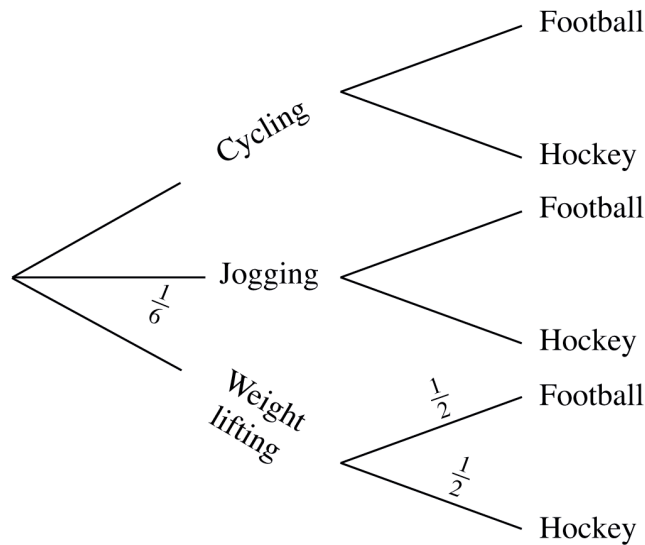 Football
Cycling
Hockey
Football
Jogging
1/6
Hockey
Weight
lifting
1/2
Football
1/2
Hockey